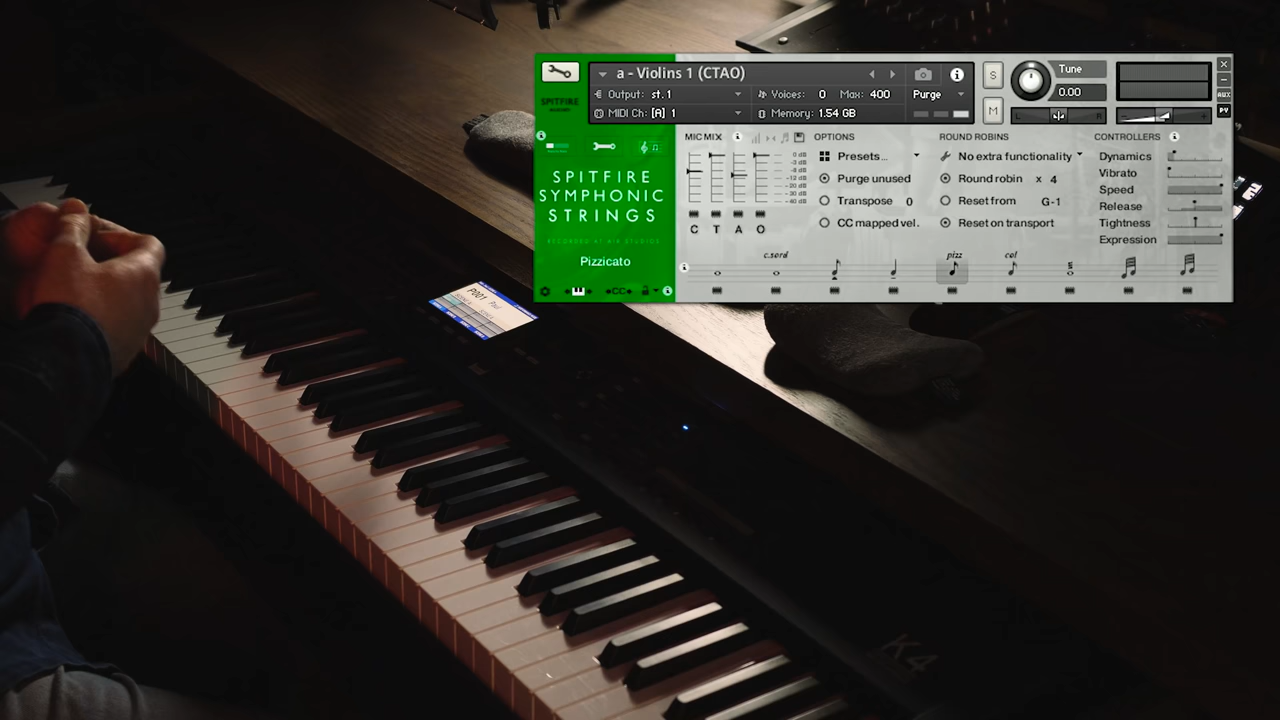 a - Violins 1 (CTAO)
Output: st. 1
Voices: 0 Max: 400
Purge
MIDI Ch: [A] 1
Memory: 1.54 GB
S
M
Tune
0.00
L R
AUX
PV
SPITFIRE
SPITFIRE
SYMPHONIC
STRINGS
RECORDED AT AIR STUDIOS
Pizzicato
CC
MIC MIX
0 dB
-3 dB
-6 dB
-12 dB
-20 dB
-30 dB
-40 dB
C T A O
OPTIONS
Presets...
Purge unused
Transpose 0
CC mapped vel.
ROUND ROBINS
No extra functionality
Round robin x 4
Reset from G-1
Reset on transport
CONTROLLERS
Dynamics
Vibrato
Speed
Release
Tightness
Expression
c.sord
pizz
col
P001
K4